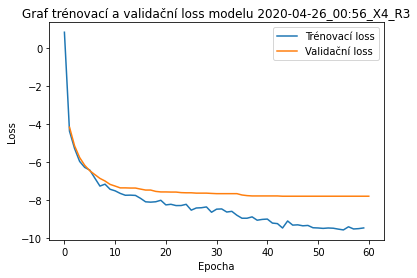 Graf trénovací a validační loss modelu 2020-04-26_00:56_X4_R3
Trénovací loss
Validační loss
Loss
0
−2
−4
−6
−8
−10
0 10 20 30 40 50 60
Epocha